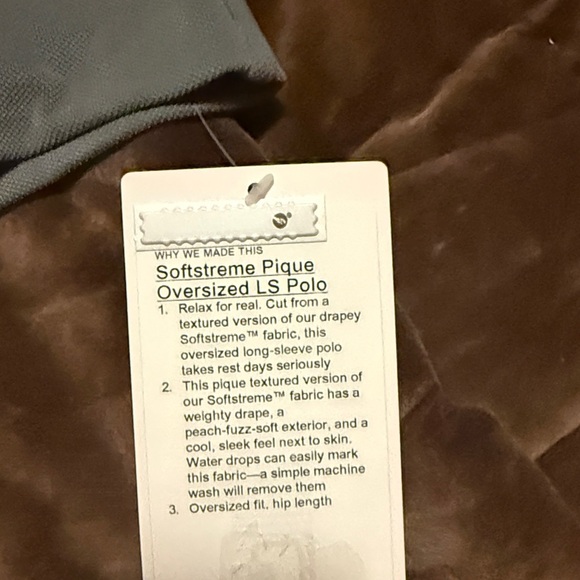 WHY WE MADE THIS
Softstreme Pique
Oversized LS Polo
1. Relax for real. Cut from a
textured version of our drapey
Softstreme™ fabric, this
oversized long-sleeve polo
takes rest days seriously
2. This pique textured version of
our Softstreme™ fabric has a
weighty drape, a
peach-fuzz-soft exterior, and a
cool, sleek feel next to skin.
Water drops can easily mark
this fabric—a simple machine
wash will remove them
3. Oversized fit, hip length